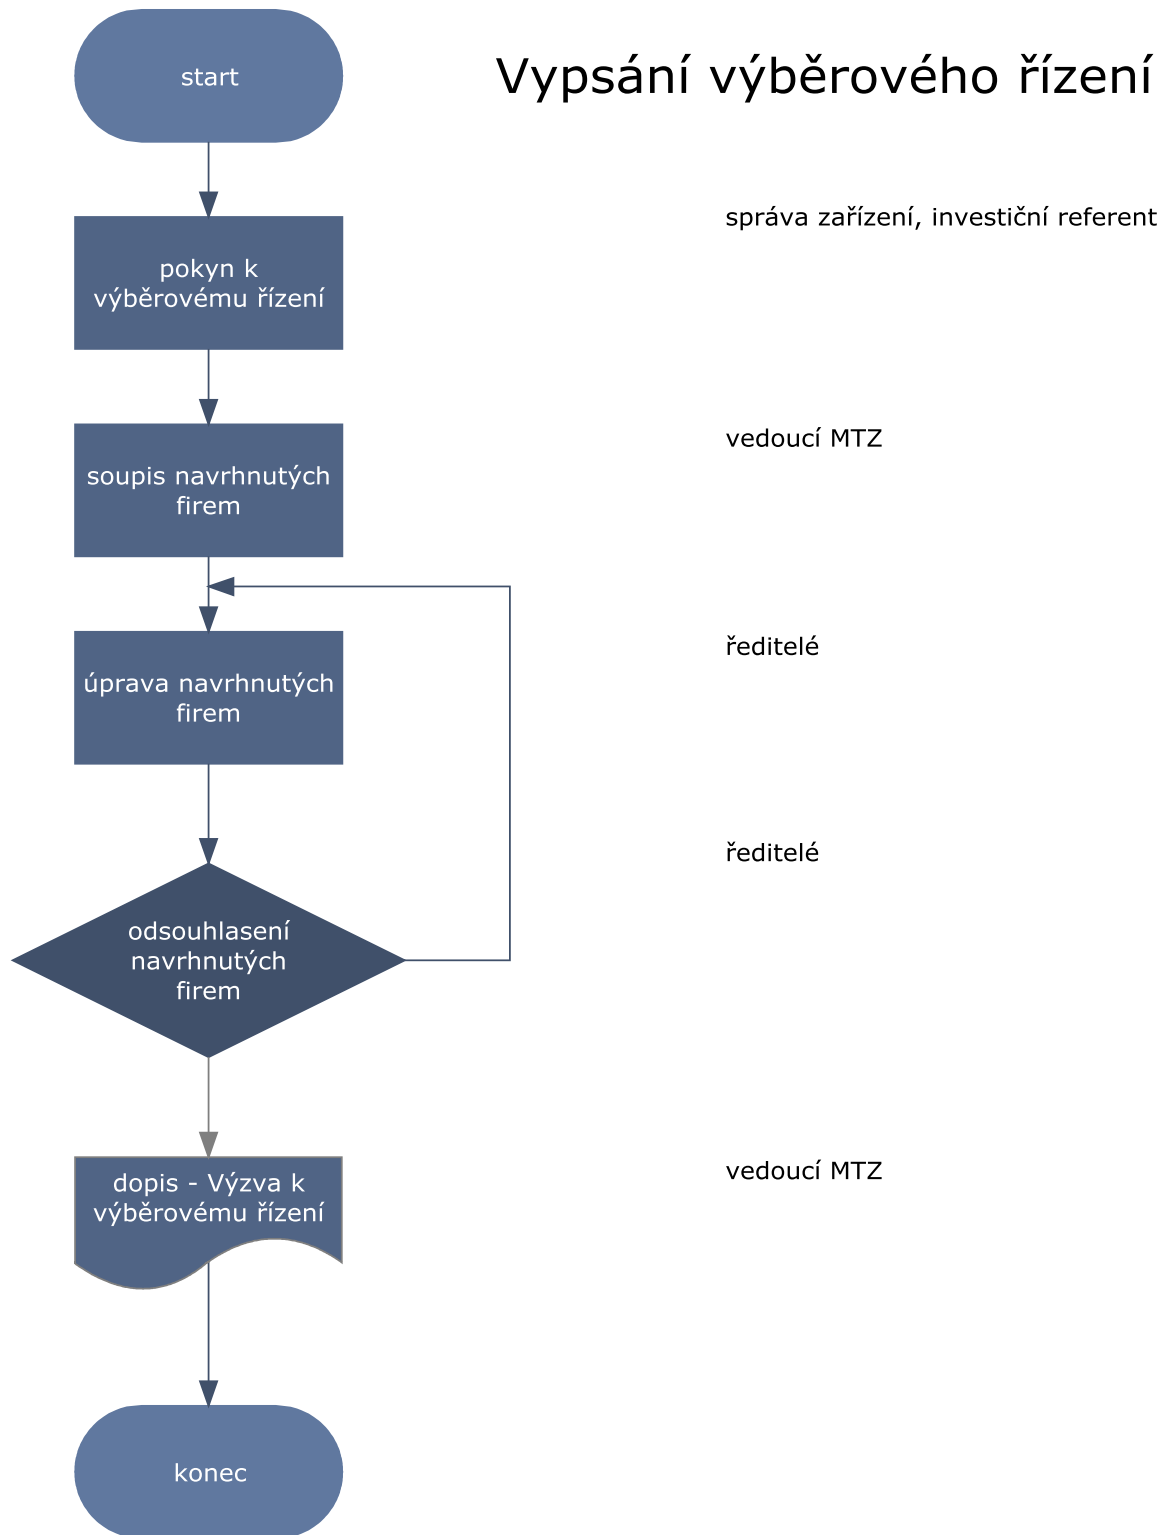 start
Vypsání výběrového řízení
správa zařízení, investiční referent
pokyn k
výběrovému řízení
vedoucí MTZ
soupis navrhnutých
firem
ředitelé
úprava navrhnutých
firem
ředitelé
odsouhlasení
navrhnutých
firem
vedoucí MTZ
dopis - Výzva k
výběrovému řízení
konec